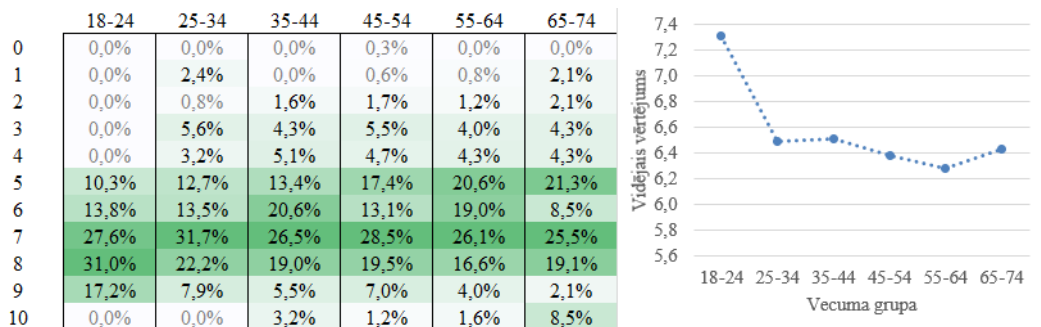 18-24 25-34 35-44 45-54 55-64 65-74
0 0,0% 0,0% 0,0% 0,3% 0,0% 0,0%
1 0,0% 2,4% 0,0% 0,6% 0,8% 2,1%
2 0,0% 0,8% 1,6% 1,7% 1,2% 2,1%
3 0,0% 5,6% 4,3% 5,5% 4,0% 4,3%
4 0,0% 3,2% 5,1% 4,7% 4,3% 4,3%
5 10,3% 12,7% 13,4% 17,4% 20,6% 21,3%
6 13,8% 13,5% 20,6% 13,1% 19,0% 8,5%
7 27,6% 31,7% 26,5% 28,5% 26,1% 25,5%
8 31,0% 22,2% 19,0% 19,5% 16,6% 19,1%
9 17,2% 7,9% 5,5% 7,0% 4,0% 2,1%
10 0,0% 0,0% 3,2% 1,2% 1,6% 8,5%
Vidējais vērtējums
7,4
7,2
7,0
6,8
6,6
6,4
6,2
6,0
5,8
5,6
18-24 25-34 35-44 45-54 55-64 65-74
Vecuma grupa